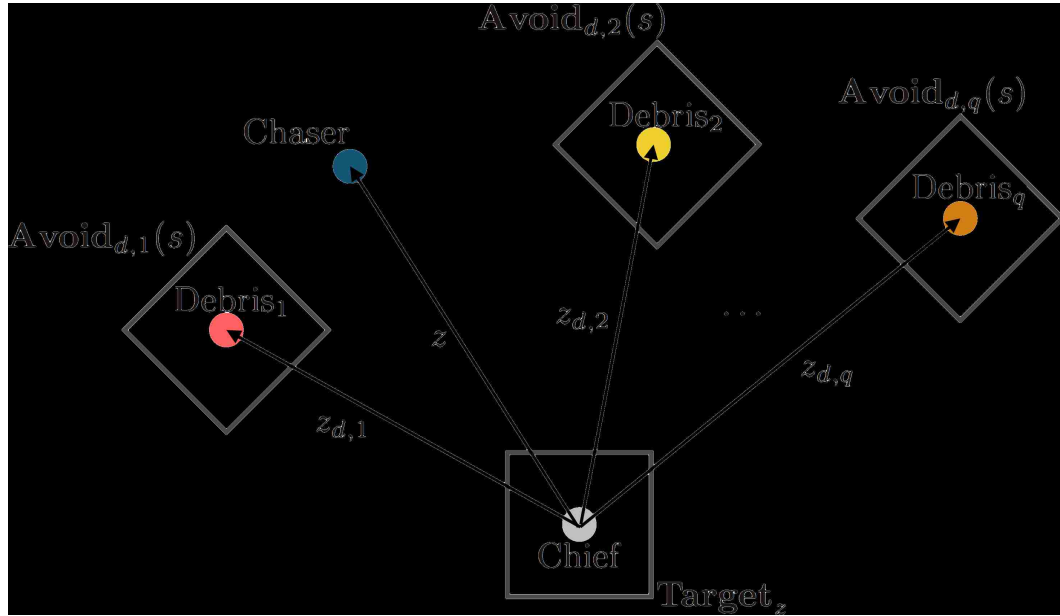 Avoid_{d,2}(s)
Avoid_{d,q}(s)
Debris_2
Chaser
Debris_q
Avoid_{d,1}(s)
Debris_1
z_{d,2}
...
z
z_{d,q}
z_{d,1}
Chief
Target_z